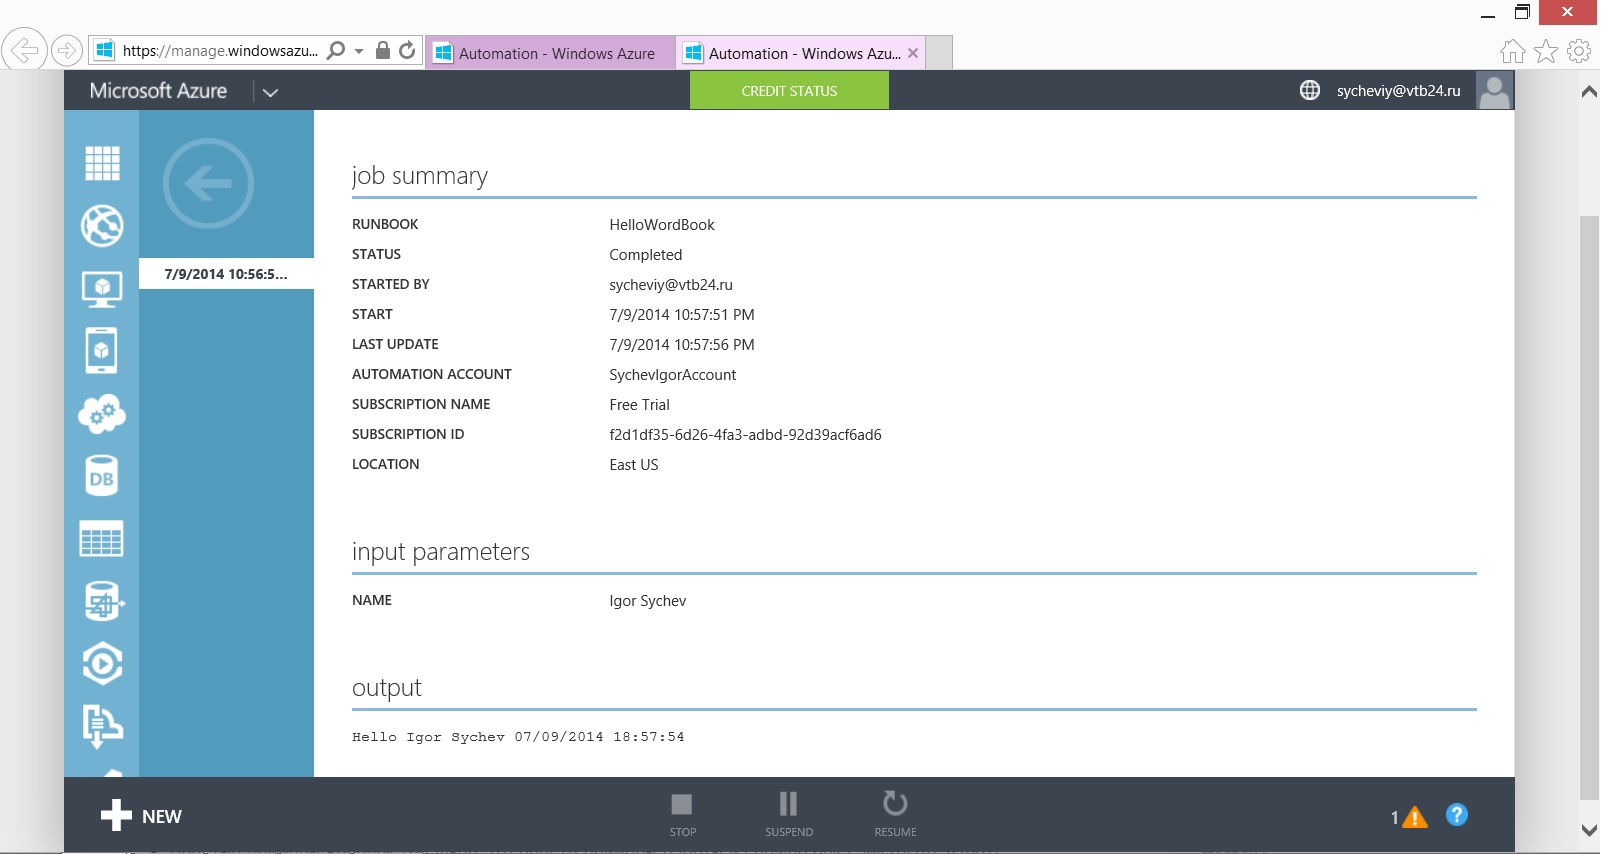 https://manage.windowsazu...
Automation - Windows Azure
Automation - Windows Azu...
Microsoft Azure
CREDIT STATUS
sycheviy@vtb24.ru
7/9/2014 10:56:5...
job summary
RUNBOOK HelloWordBook
STATUS Completed
STARTED BY sycheviy@vtb24.ru
START 7/9/2014 10:57:51 PM
LAST UPDATE 7/9/2014 10:57:56 PM
AUTOMATION ACCOUNT SychevIgorAccount
SUBSCRIPTION NAME Free Trial
SUBSCRIPTION ID f2d1df35-6d26-4fa3-adbd-92d39acf6ad6
LOCATION East US
input parameters
NAME Igor Sychev
output
Hello Igor Sychev 07/09/2014 18:57:54
DB
NEW
STOP
SUSPEND
RESUME
1
?